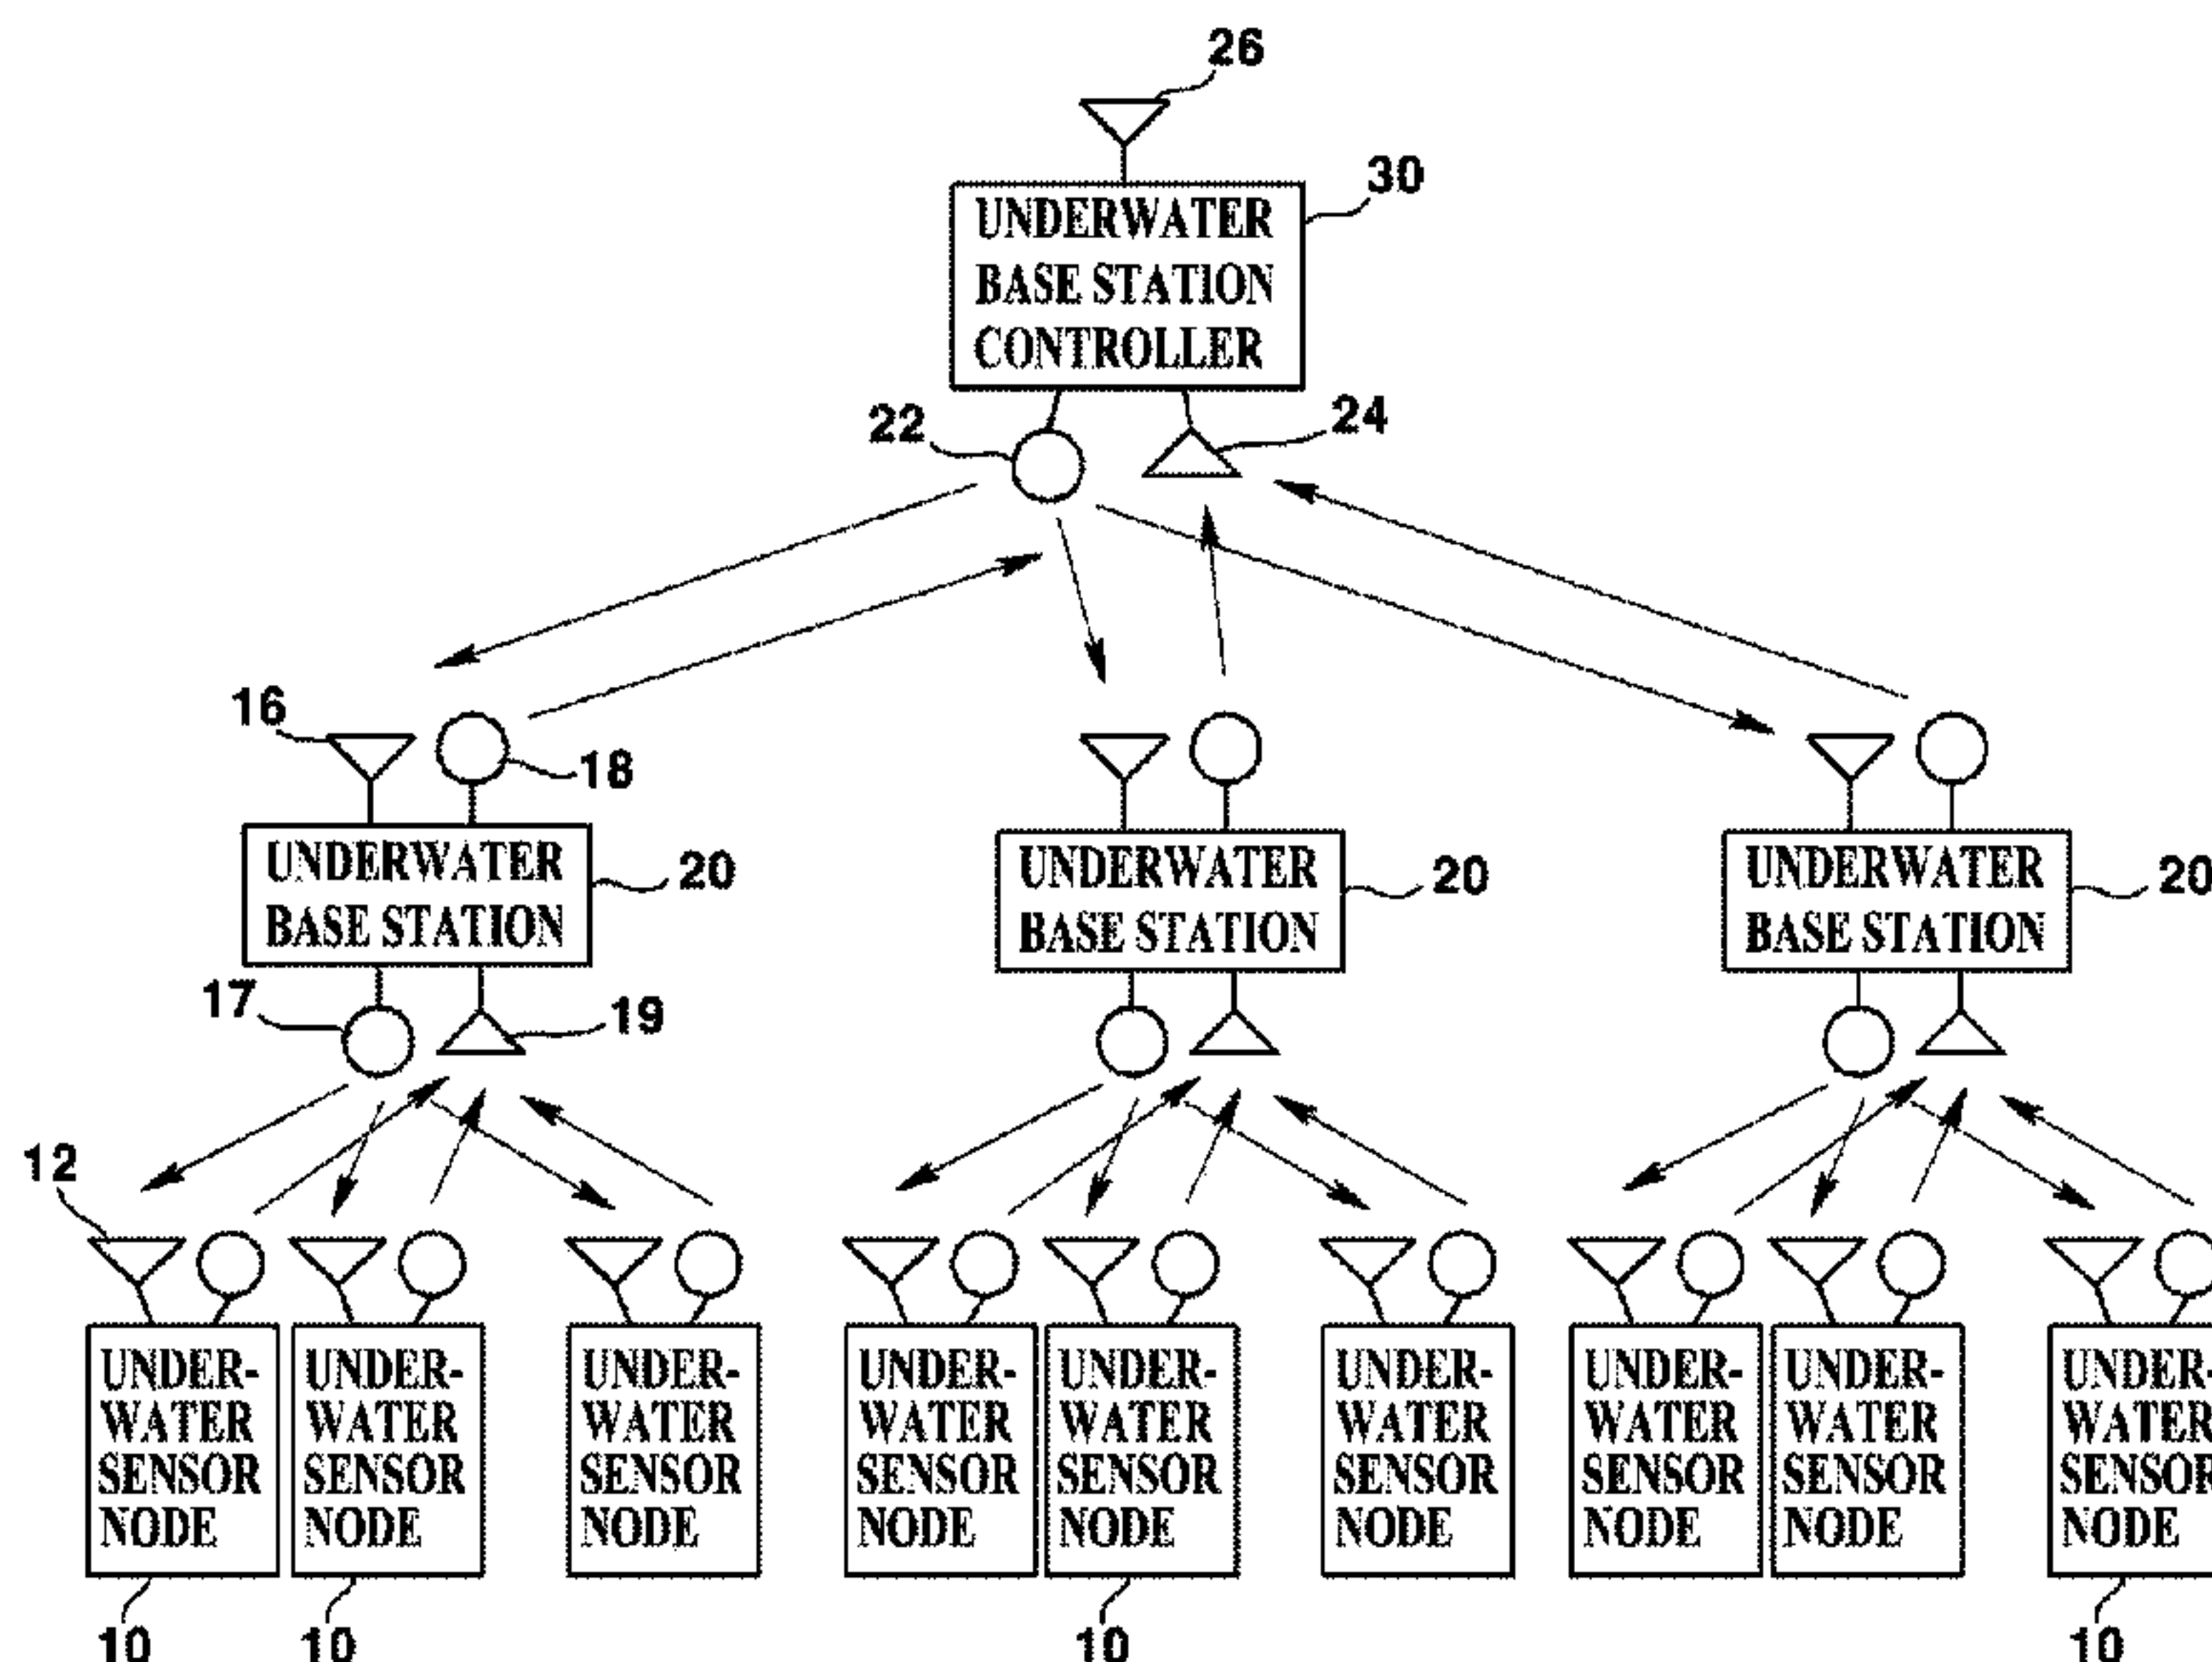 26
30
UNDERWATER
BASE STATION
CONTROLLER
22
24
16
18
UNDERWATER
BASE STATION
20
UNDERWATER
BASE STATION
20
UNDERWATER
BASE STATION
20
17
19
12
UNDER-
WATER
SENSOR
NODE
UNDER-
WATER
SENSOR
NODE
UNDER-
WATER
SENSOR
NODE
UNDER-
WATER
SENSOR
NODE
UNDER-
WATER
SENSOR
NODE
UNDER-
WATER
SENSOR
NODE
UNDER-
WATER
SENSOR
NODE
UNDER-
WATER
SENSOR
NODE
UNDER-
WATER
SENSOR
NODE
10
10
10
10